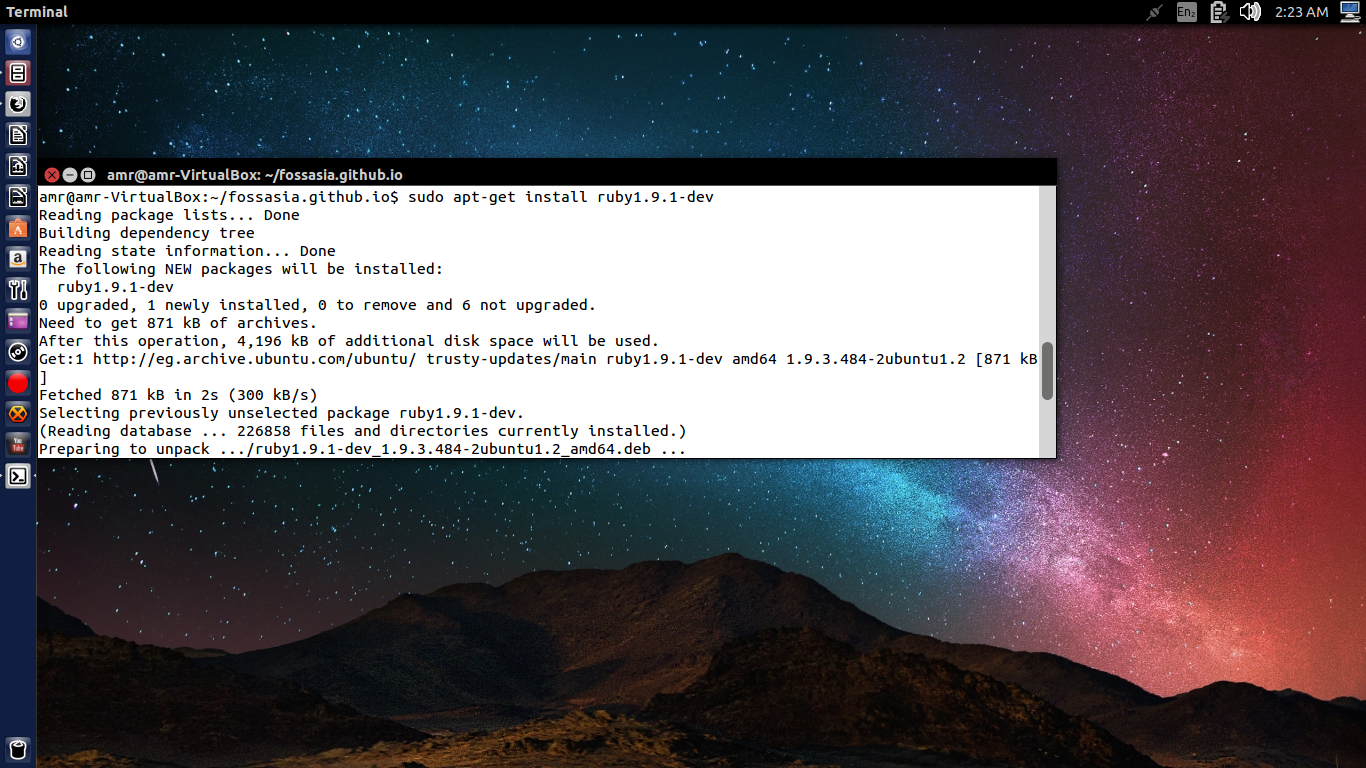 Terminal
En2
2:23 AM
amr@amr-VirtualBox: ~/fossasia.github.io
amr@amr-VirtualBox:~/fossasia.github.io$ sudo apt-get install ruby1.9.1-dev
Reading package lists... Done
Building dependency tree
Reading state information... Done
The following NEW packages will be installed:
  ruby1.9.1-dev
0 upgraded, 1 newly installed, 0 to remove and 6 not upgraded.
Need to get 871 kB of archives.
After this operation, 4,196 kB of additional disk space will be used.
Get:1 http://eg.archive.ubuntu.com/ubuntu/ trusty-updates/main ruby1.9.1-dev amd64 1.9.3.484-2ubuntu1.2 [871 kB
]
Fetched 871 kB in 2s (300 kB/s)
Selecting previously unselected package ruby1.9.1-dev.
(Reading database ... 226858 files and directories currently installed.)
Preparing to unpack .../ruby1.9.1-dev_1.9.3.484-2ubuntu1.2_amd64.deb ...
a
You
Tube